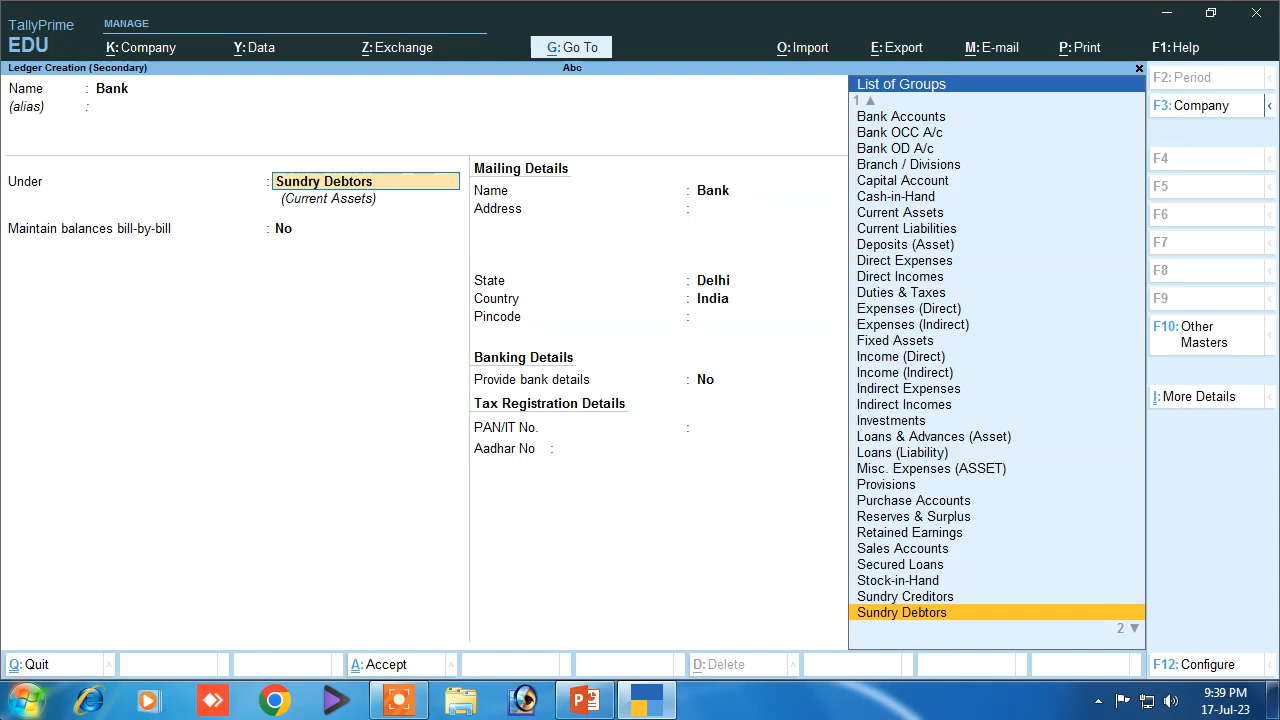 TallyPrime
EDU
MANAGE
K: Company
Y: Data
Z: Exchange
G: Go To
O: Import
E: Export
M: E-mail
P: Print
F1: Help
Ledger Creation (Secondary)
Abc
Name : Bank
(alias) :
Under : Sundry Debtors
(Current Assets)
Maintain balances bill-by-bill : No
Mailing Details
Name : Bank
Address :
State : Delhi
Country : India
Pincode :
Banking Details
Provide bank details : No
Tax Registration Details
PAN/IT No. :
Aadhar No :
List of Groups
1 ▲
Bank Accounts
Bank OCC A/c
Bank OD A/c
Branch / Divisions
Capital Account
Cash-in-Hand
Current Assets
Current Liabilities
Deposits (Asset)
Direct Expenses
Direct Incomes
Duties & Taxes
Expenses (Direct)
Expenses (Indirect)
Fixed Assets
Income (Direct)
Income (Indirect)
Indirect Expenses
Indirect Incomes
Investments
Loans & Advances (Asset)
Loans (Liability)
Misc. Expenses (ASSET)
Provisions
Purchase Accounts
Reserves & Surplus
Retained Earnings
Sales Accounts
Secured Loans
Stock-in-Hand
Sundry Creditors
Sundry Debtors
2 ▼
F2: Period
F3: Company
F4
F5
F6
F7
F8
F9
F10: Other
Masters
I: More Details
Q: Quit
A: Accept
D: Delete
F12: Configure
9:39 PM
17-Jul-23